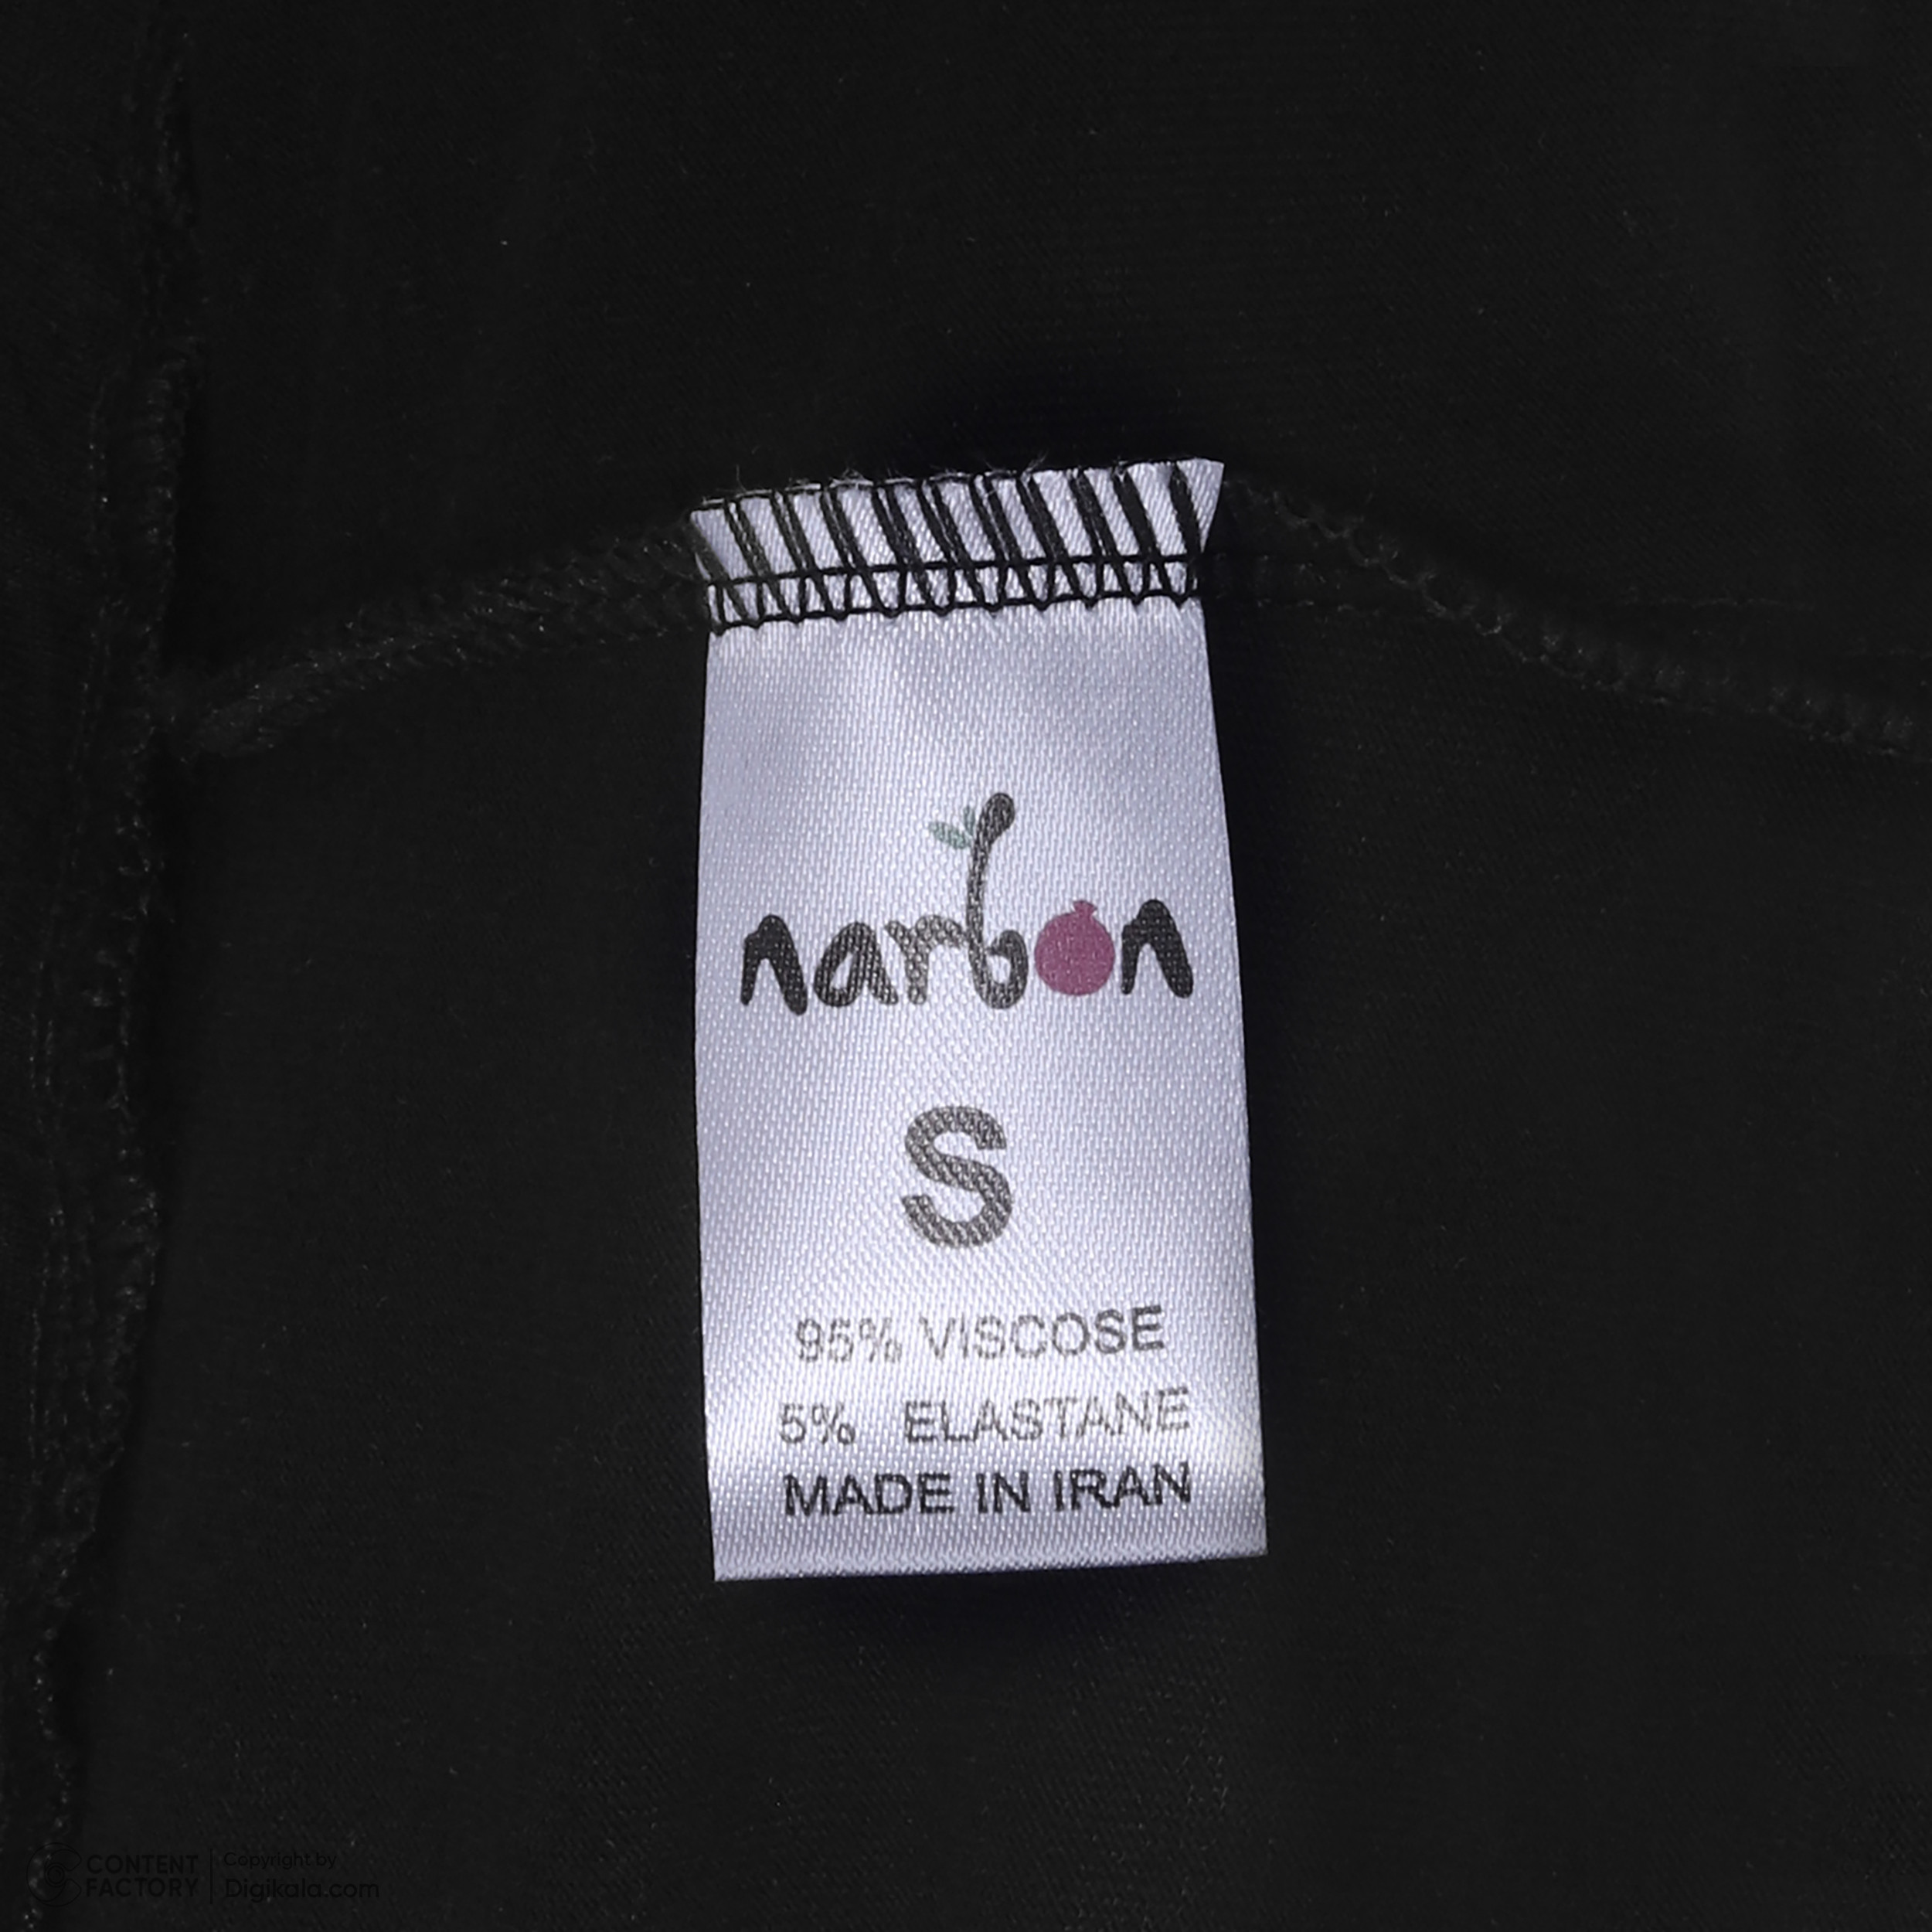 narbon
S
95% VISCOSE
5% ELASTANE
MADE IN IRAN
CONTENT FACTORY
Copyright by
Digikala.com